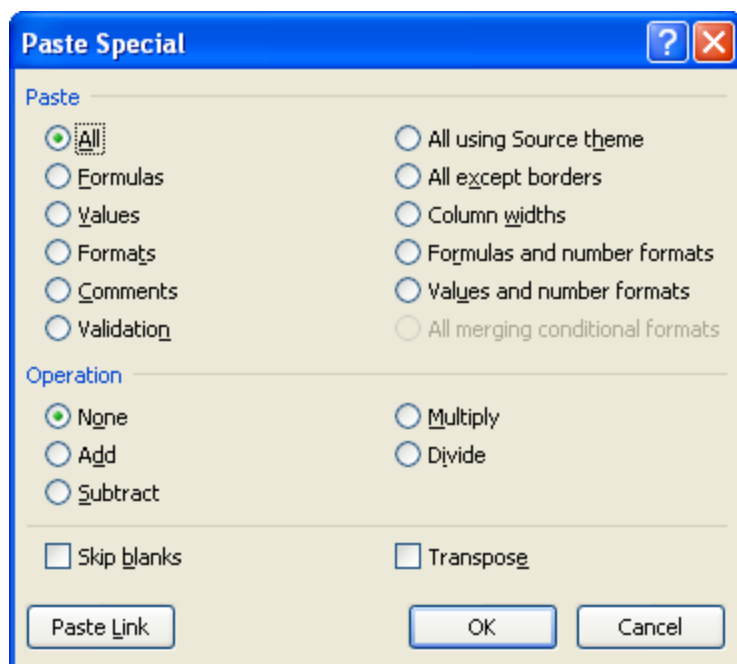 Paste Special
Paste
All
All using Source theme
Formulas
All except borders
Values
Column widths
Formats
Formulas and number formats
Comments
Values and number formats
Validation
All merging conditional formats
Operation
None
Multiply
Add
Divide
Subtract
Skip blanks
Transpose
Paste Link
OK
Cancel